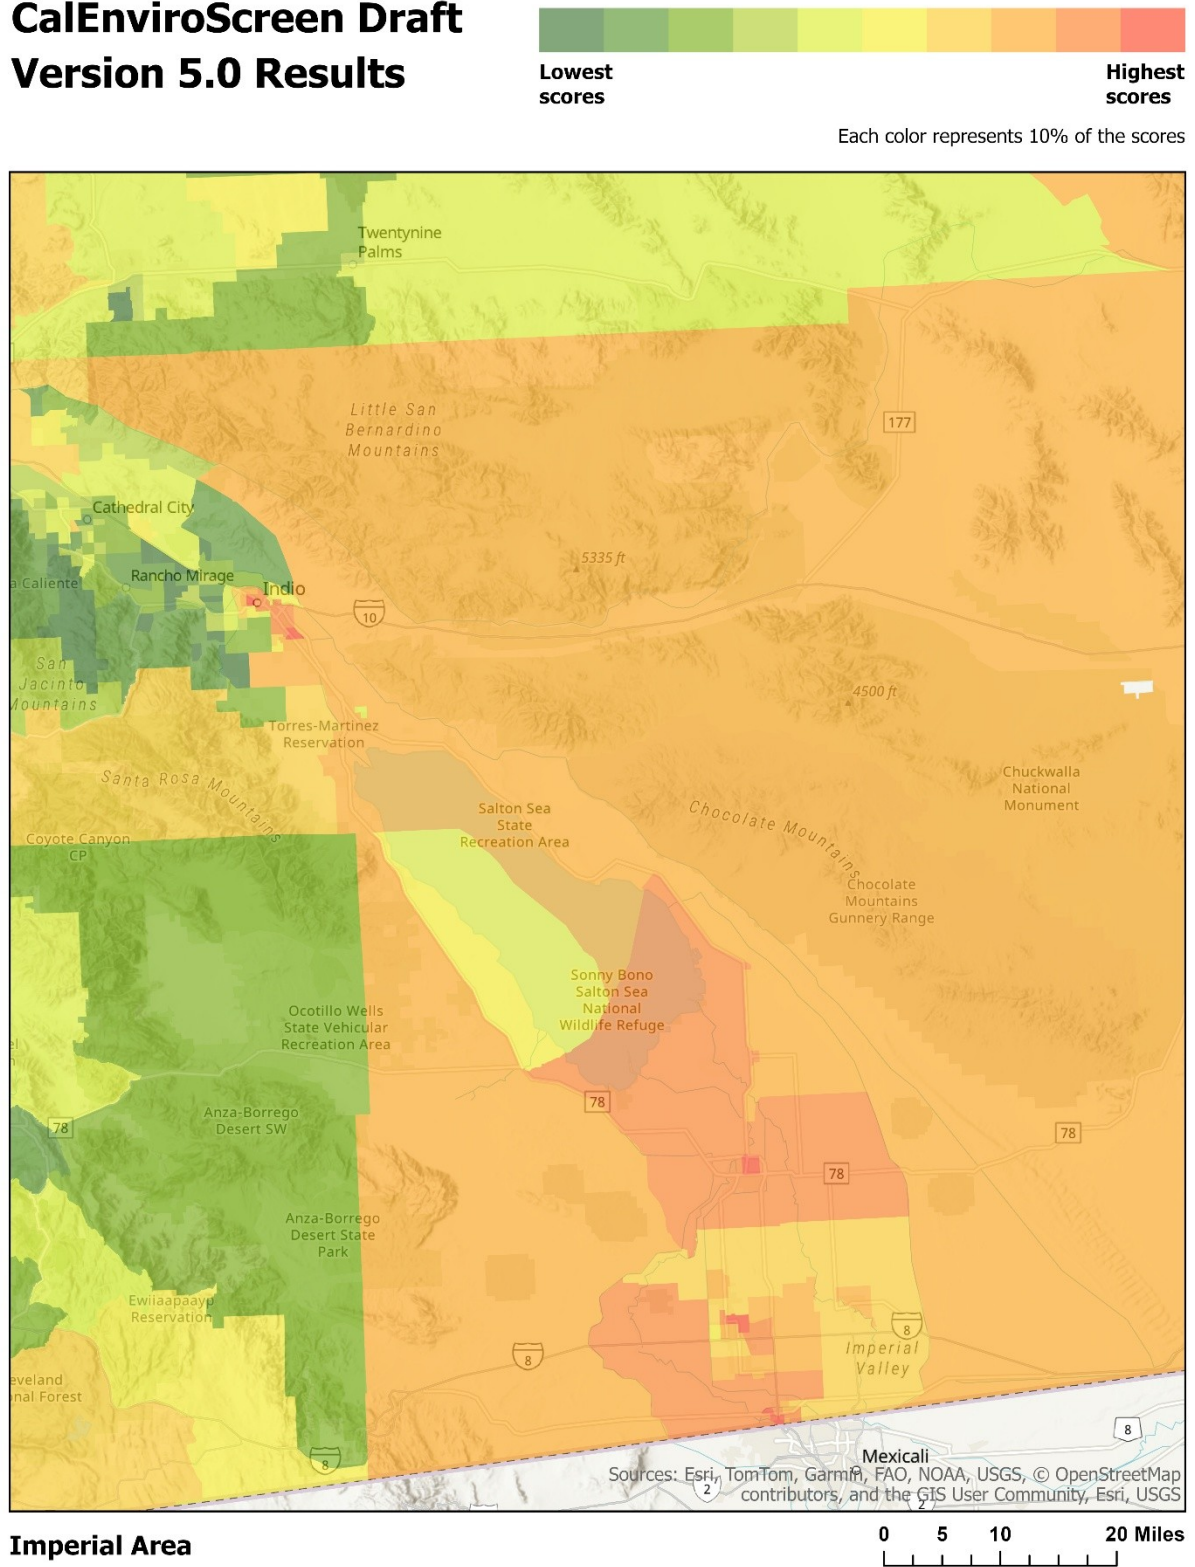 CalEnviroScreen Draft
Version 5.0 Results
Lowest
scores
Highest
scores
Each color represents 10% of the scores
Twentynine
Palms
Little San
Bernardino
Mountains
177
Cathedral City
5335 ft
a Caliente
Rancho Mirage
Indio
10
San
Jacinto
Mountains
4500 ft
Torres-Martinez
Reservation
Santa Rosa Mountains
Chuckwalla
National
Monument
Salton Sea
State
Recreation Area
Chocolate Mountains
Coyote Canyon
CP
Chocolate
Mountains
Gunnery Range
Sonny Bono
Salton Sea
National
Wildlife Refuge
Ocotillo Wells
State Vehicular
Recreation Area
78
Anza-Borrego
Desert SW
78
78
78
Anza-Borrego
Desert State
Park
Ewiiaapaayp
Reservation
8
8
Imperial
Valley
eveland
nal Forest
8
8
Mexicali
Sources: Esri, TomTom, Garmin, FAO, NOAA, USGS, © OpenStreetMap
2
contributors, and the GIS User Community, Esri, USGS
2
Imperial Area
0 5 10 20 Miles